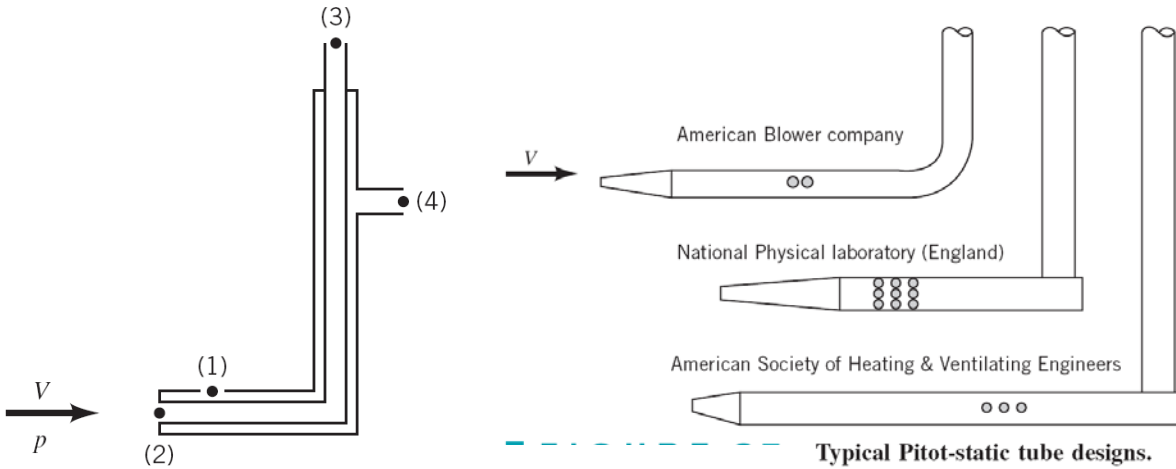 (3)
(4)
(1)
V
p
(2)
American Blower company
V
National Physical laboratory (England)
American Society of Heating & Ventilating Engineers
Typical Pitot-static tube designs.